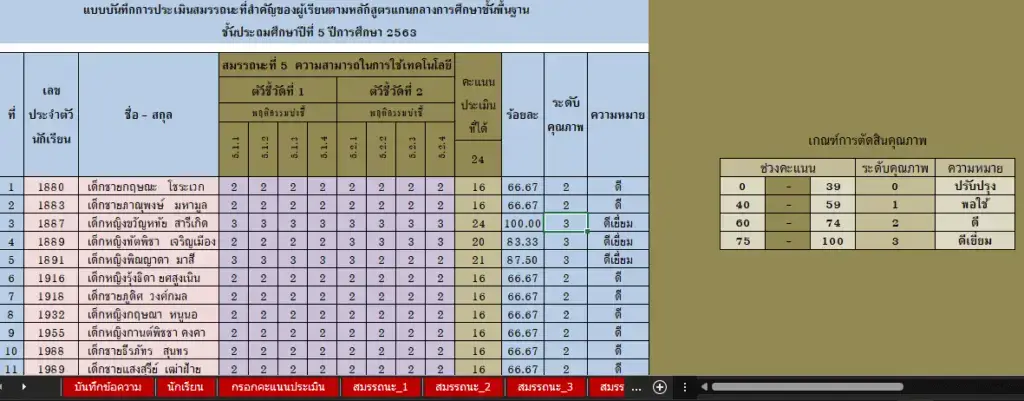 แบบบันทึกการประเมินสมรรถนะที่สำคัญของผู้เรียนตามหลักสูตรแกนกลางการศึกษาขั้นพื้นฐาน
ชั้นประถมศึกษาปีที่ 5 ปีการศึกษา 2563
ที่ เลขประจำตัวนักเรียน ชื่อ - สกุล สมรรถนะที่ 5 ความสามารถในการใช้เทคโนโลยี คะแนนประเมินที่ได้ ร้อยละ ระดับคุณภาพ ความหมาย
ตัวชี้วัดที่ 1 ตัวชี้วัดที่ 2
พฤติกรรมบ่งชี้ พฤติกรรมบ่งชี้
5.1.1 5.1.2 5.1.3 5.1.4 5.2.1 5.2.2 5.2.3 5.2.4 24
1 1880 เด็กชายกฤษณะ โชระเวก 2 2 2 2 2 2 2 2 16 66.67 2 ดี
2 1883 เด็กชายภาณุพงษ์ มหามูล 2 2 2 2 2 2 2 2 16 66.67 2 ดี
3 1887 เด็กหญิงขวัญหทัย สารีเกิด 3 3 3 3 3 3 3 3 24 100.00 3 ดีเยี่ยม
4 1889 เด็กหญิงทัตพิชา เจริญเมือง 2 2 2 2 3 3 3 3 20 83.33 3 ดีเยี่ยม
5 1891 เด็กหญิงพิณญาดา มาสี 3 3 3 3 3 2 2 2 21 87.50 3 ดีเยี่ยม
6 1916 เด็กหญิงรุ้งธิดา ยศสูงเนิน 2 2 2 2 2 2 2 2 16 66.67 2 ดี
7 1918 เด็กชายภูดิศ วงค์กมล 2 2 2 2 2 2 2 2 16 66.67 2 ดี
8 1932 เด็กหญิงกฤษณา หนูนอ 2 2 2 2 2 2 2 2 16 66.67 2 ดี
9 1955 เด็กหญิงกานต์พิชชา คงคา 2 2 2 2 2 2 2 2 16 66.67 2 ดี
10 1988 เด็กชายธีรภัทร สุนทร 2 2 2 2 2 2 2 2 16 66.67 2 ดี
11 1989 เด็กชายแสงสุรีย์ เฒ่าฝ้าย 2 2 2 2 2 2 2 2 16 66.67 2 ดี
เกณฑ์การตัดสินคุณภาพ
ช่วงคะแนน ระดับคุณภาพ ความหมาย
0 - 39 0 ปรับปรุง
40 - 59 1 พอใช้
60 - 74 2 ดี
75 - 100 3 ดีเยี่ยม
บันทึกข้อความ นักเรียน กรอกคะแนนประเมิน สมรรถนะ_1 สมรรถนะ_2 สมรรถนะ_3 สมรร ...